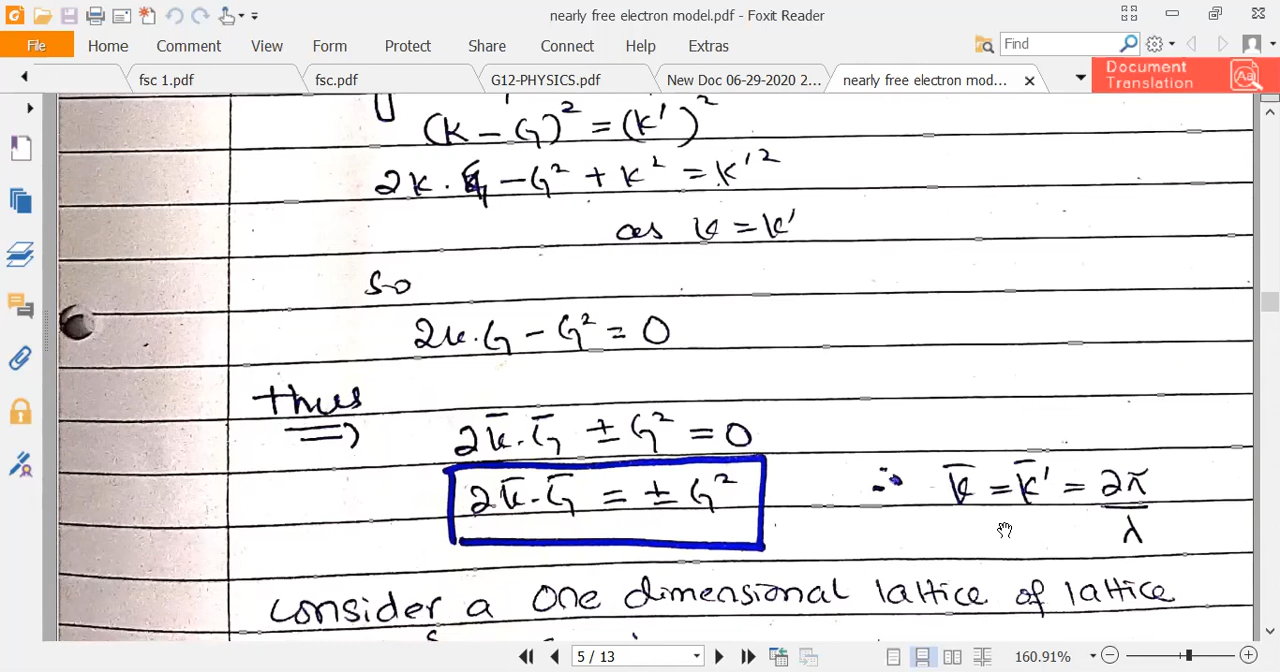 nearly free electron model.pdf - Foxit Reader
File Home Comment View Form Protect Share Connect Help Extras Find
fsc 1.pdf fsc.pdf G12-PHYSICS.pdf New Doc 06-29-2020 2... nearly free electron mod... Document Translation
(k - G)² = (k')²
2k . G - G² + k² = k'²
as k = k'
so
2k.G - G² = 0
thus
⇒
2k̄.Ḡ ± G² = 0
2k̄.Ḡ = ± G²
∴ k̄ = k̄' = 2π/λ
consider a one dimensional lattice of lattice
5 / 13 160.91%